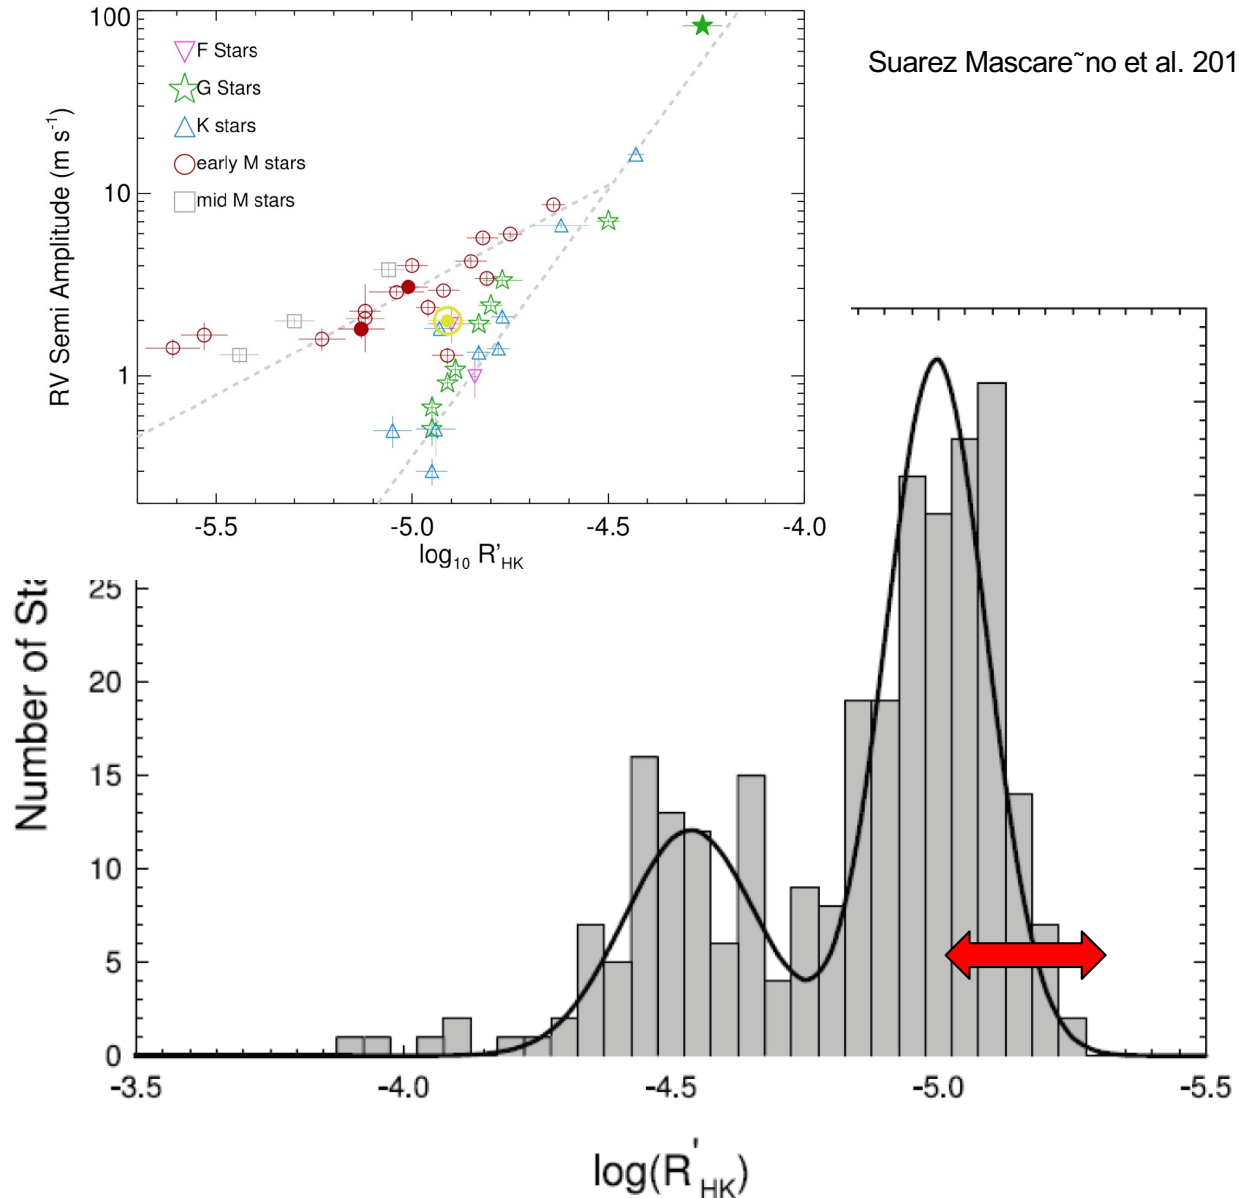 100
10
1
RV Semi Amplitude (m s-1)
F Stars
G Stars
K stars
early M stars
mid M stars
-5.5 -5.0 -4.5 -4.0
log10 R'HK
Suarez Mascare˜no et al. 201
Number of Sta
25
20
15
10
5
0
-3.5 -4.0 -4.5 -5.0 -5.5
log(R'HK)